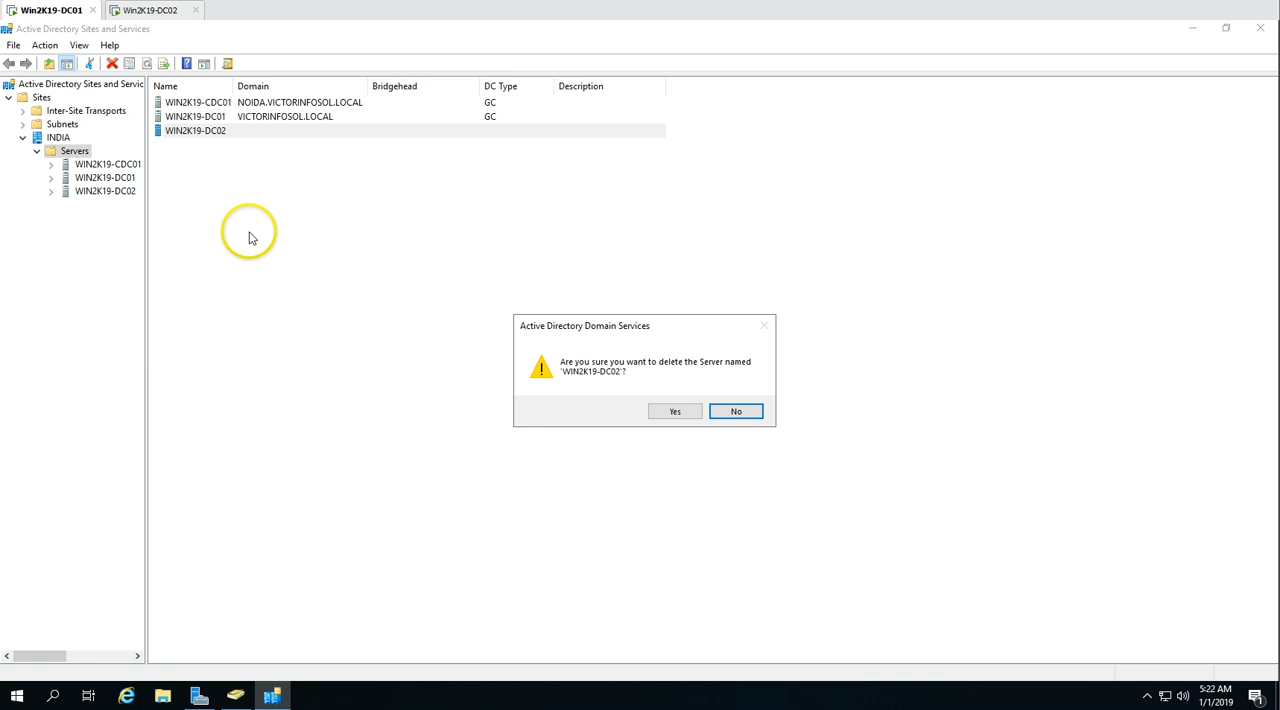 Win2K19-DC01
Win2K19-DC02
Active Directory Sites and Services
File Action View Help
Active Directory Sites and Servic
Sites
Inter-Site Transports
Subnets
INDIA
Servers
WIN2K19-CDC01
WIN2K19-DC01
WIN2K19-DC02
Name Domain Bridgehead DC Type Description
WIN2K19-CDC01 NOIDA.VICTORINFOSOL.LOCAL GC
WIN2K19-DC01 VICTORINFOSOL.LOCAL GC
WIN2K19-DC02
Active Directory Domain Services
Are you sure you want to delete the Server named
'WIN2K19-DC02'?
Yes No
5:22 AM
1/1/2019
1